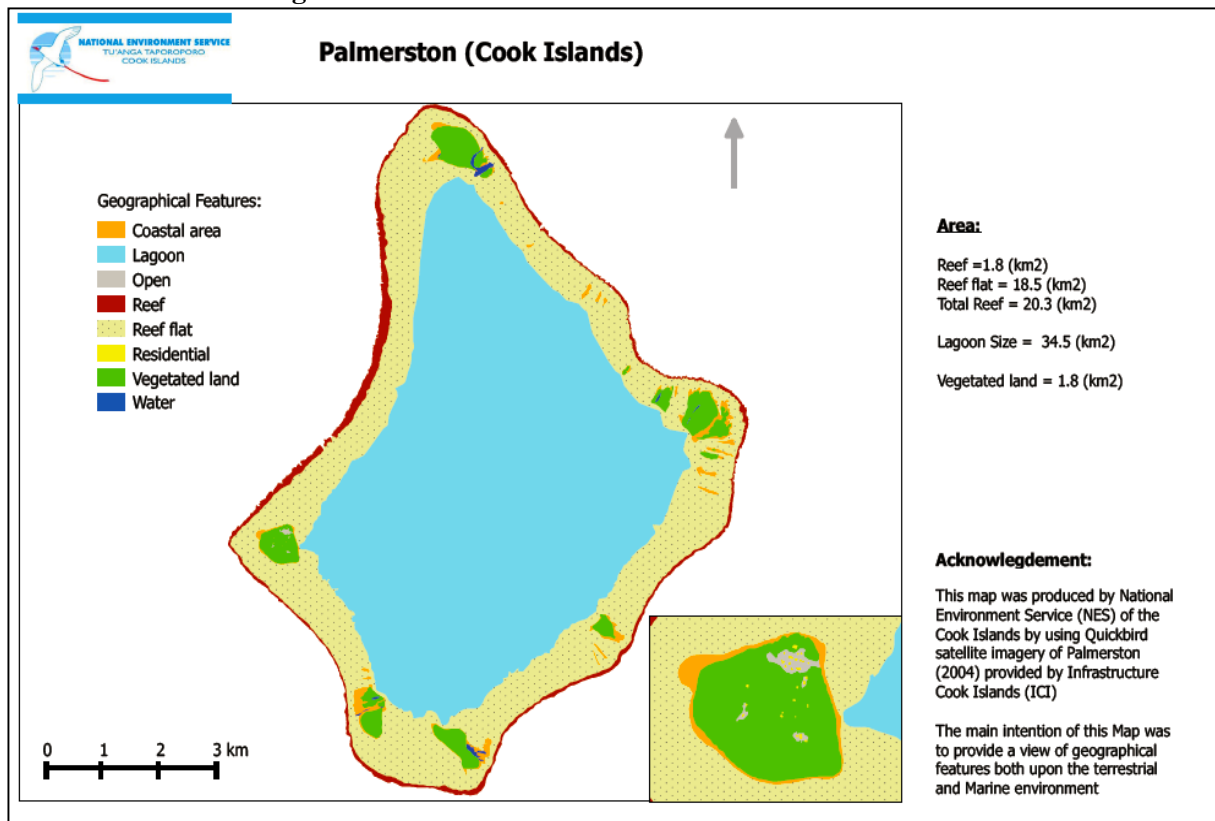 NATIONAL ENVIRONMENT SERVICE
TU'ANGA TAPOROPORO
COOK ISLANDS
Palmerston (Cook Islands)
Geographical Features:
Coastal area
Lagoon
Open
Reef
Reef flat
Residential
Vegetated land
Water
0 1 2 3 km
Area:
Reef =1.8 (km2)
Reef flat = 18.5 (km2)
Total Reef = 20.3 (km2)
Lagoon Size = 34.5 (km2)
Vegetated land = 1.8 (km2)
Acknowlegdement:
This map was produced by National
Environment Service (NES) of the
Cook Islands by using Quickbird
satellite imagery of Palmerston
(2004) provided by Infrastructure
Cook Islands (ICI)
The main intention of this Map was
to provide a view of geographical
features both upon the terrestrial
and Marine environment